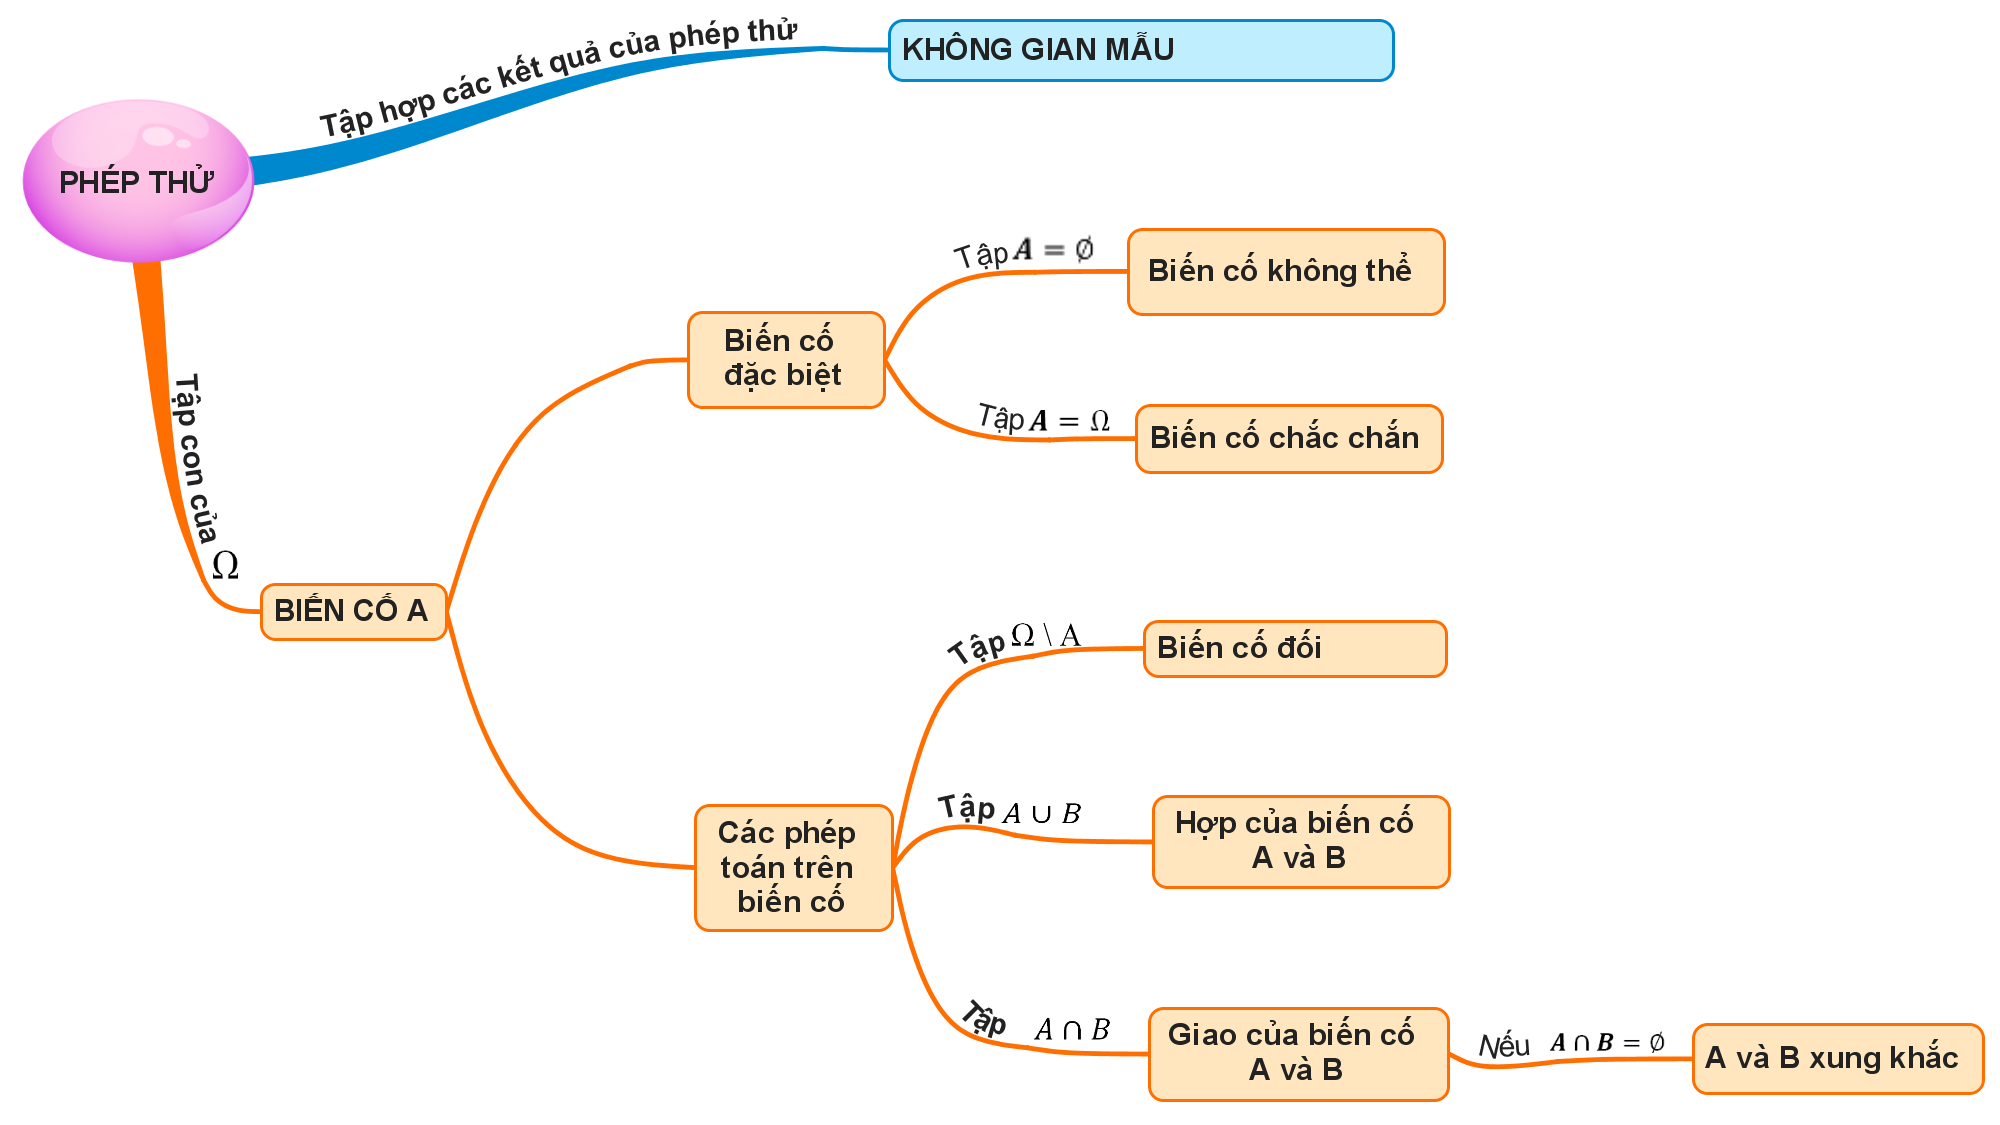 Tập hợp các kết quả của phép thử
KHÔNG GIAN MẪU
PHÉP THỬ
Tập con của Ω
BIẾN CỐ A
Biến cố
đặc biệt
Tập A = ∅
Biến cố không thể
Tập A = Ω
Biến cố chắc chắn
Các phép
toán trên
biến cố
Tập Ω \ A
Biến cố đối
Tập A ∪ B
Hợp của biến cố
A và B
Tập A ∩ B
Giao của biến cố
A và B
Nếu A ∩ B = ∅
A và B xung khắc